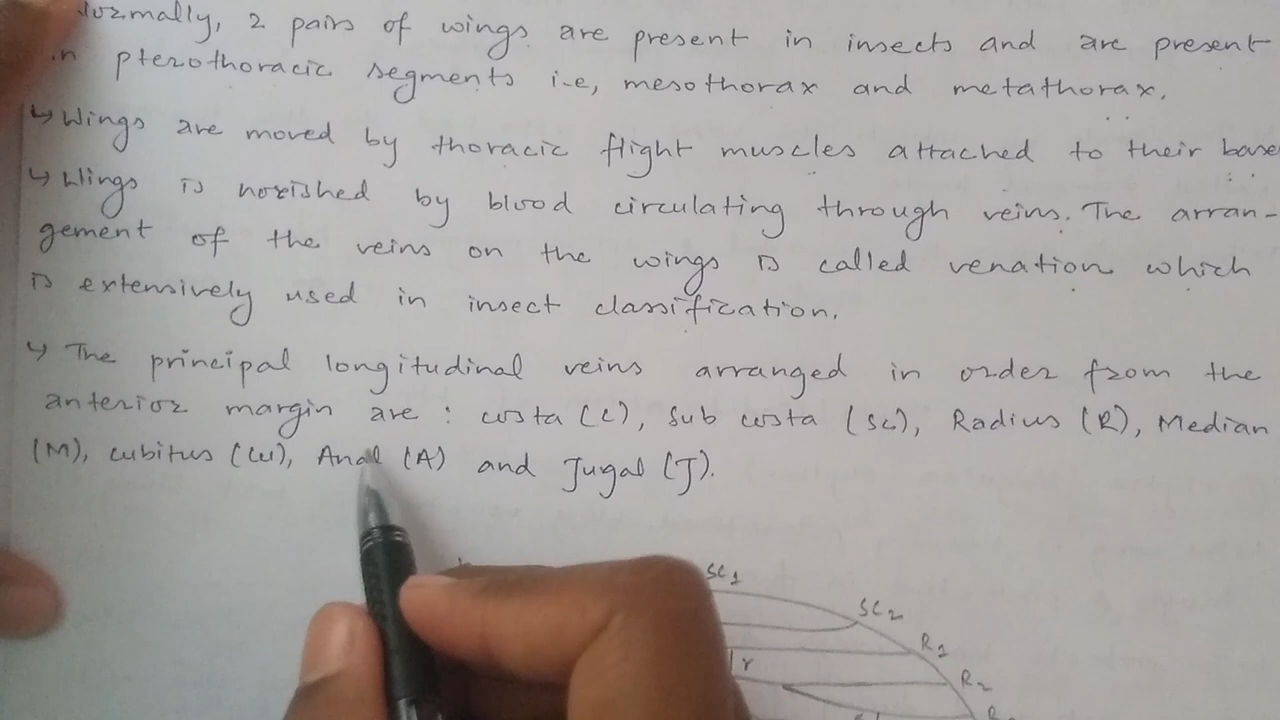 Normally, 2 pairs of wings are present in insects and are present
in pterothoracic segments i.e, mesothorax and metathorax.
↳ Wings are moved by thoracic flight muscles attached to their base
↳ Wings is norished by blood circulating through veins. The arran-
gement of the veins on the wings is called venation which
is extensively used in insect classification.
↳ The principal longitudinal veins arranged in order from the
anterior margin are : costa (C), Sub costa (Sc), Radius (R), Median
(M), cubitus (Cu), Anal (A) and Jugal (J).
SC1
SC2
R1
r
R2